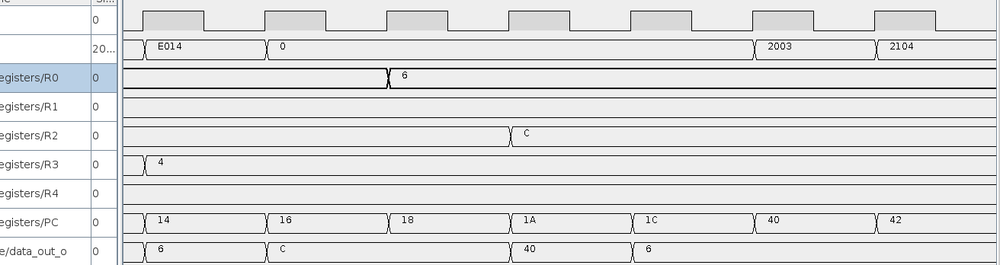 0
20... E014 0 2003 2104
egisters/R0 0 6
egisters/R1 0
egisters/R2 0 C
egisters/R3 0 4
egisters/R4 0
egisters/PC 0 14 16 18 1A 1C 40 42
e/data_out_o 0 6 C 40 6